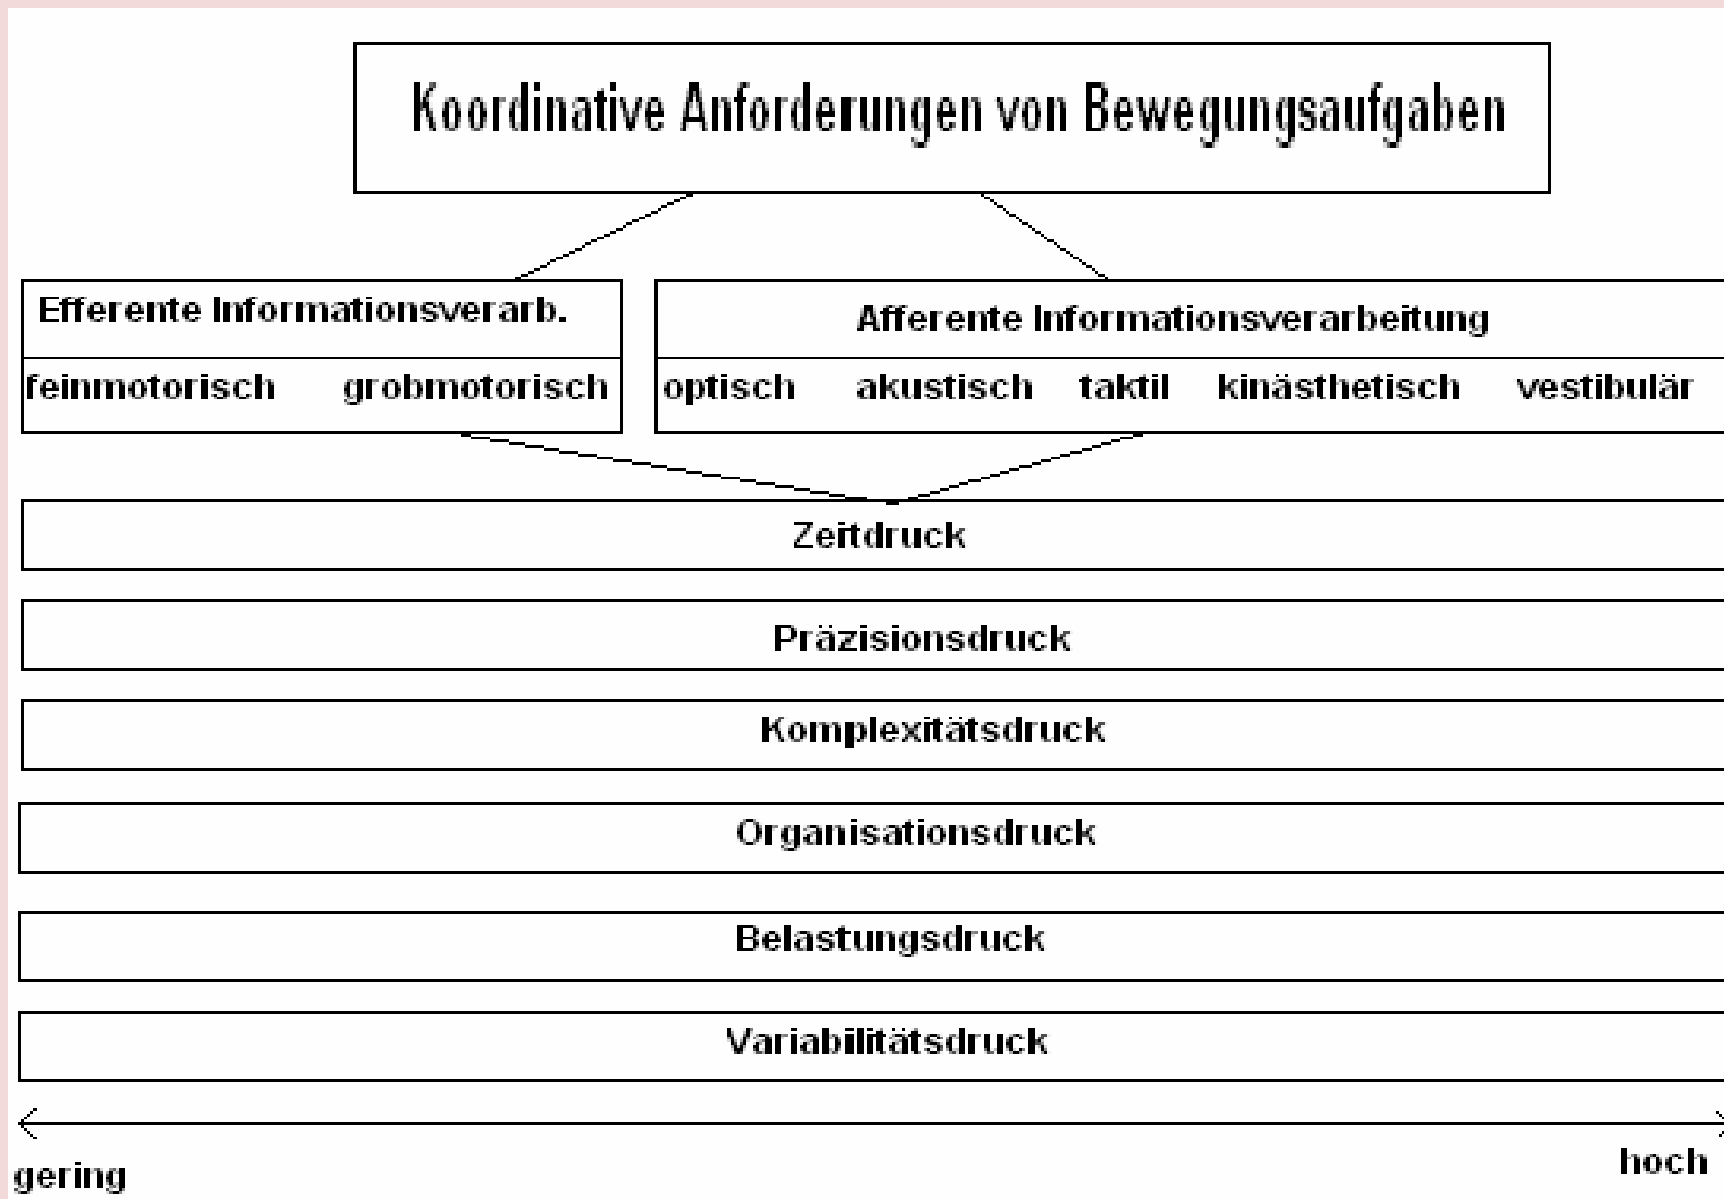 Koordinative Anforderungen von Bewegungsaufgaben
Efferente Informationsverarb.
feinmotorisch grobmotorisch
Afferente Informationsverarbeitung
optisch akustisch taktil kinästhetisch vestibulär
Zeitdruck
Präzisionsdruck
Komplexitätsdruck
Organisationsdruck
Belastungsdruck
Variabilitätsdruck
gering hoch